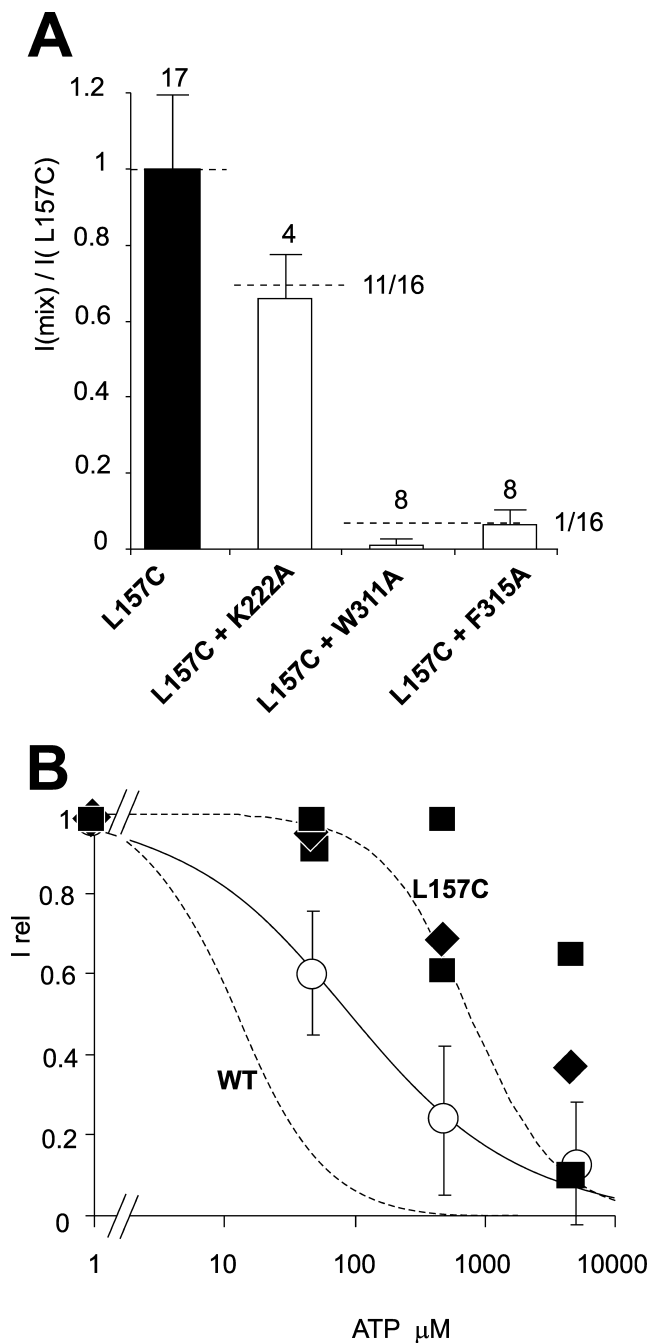 A
I(mix) / I( L157C)
1.2
1
0.8
0.6
0.4
0.2
0
17
4
11/16
8
8
1/16
L157C
L157C + K222A
L157C + W311A
L157C + F315A
B
I rel
1
0.8
0.6
0.4
0.2
0
L157C
WT
1
10
100
1000
10000
ATP μM